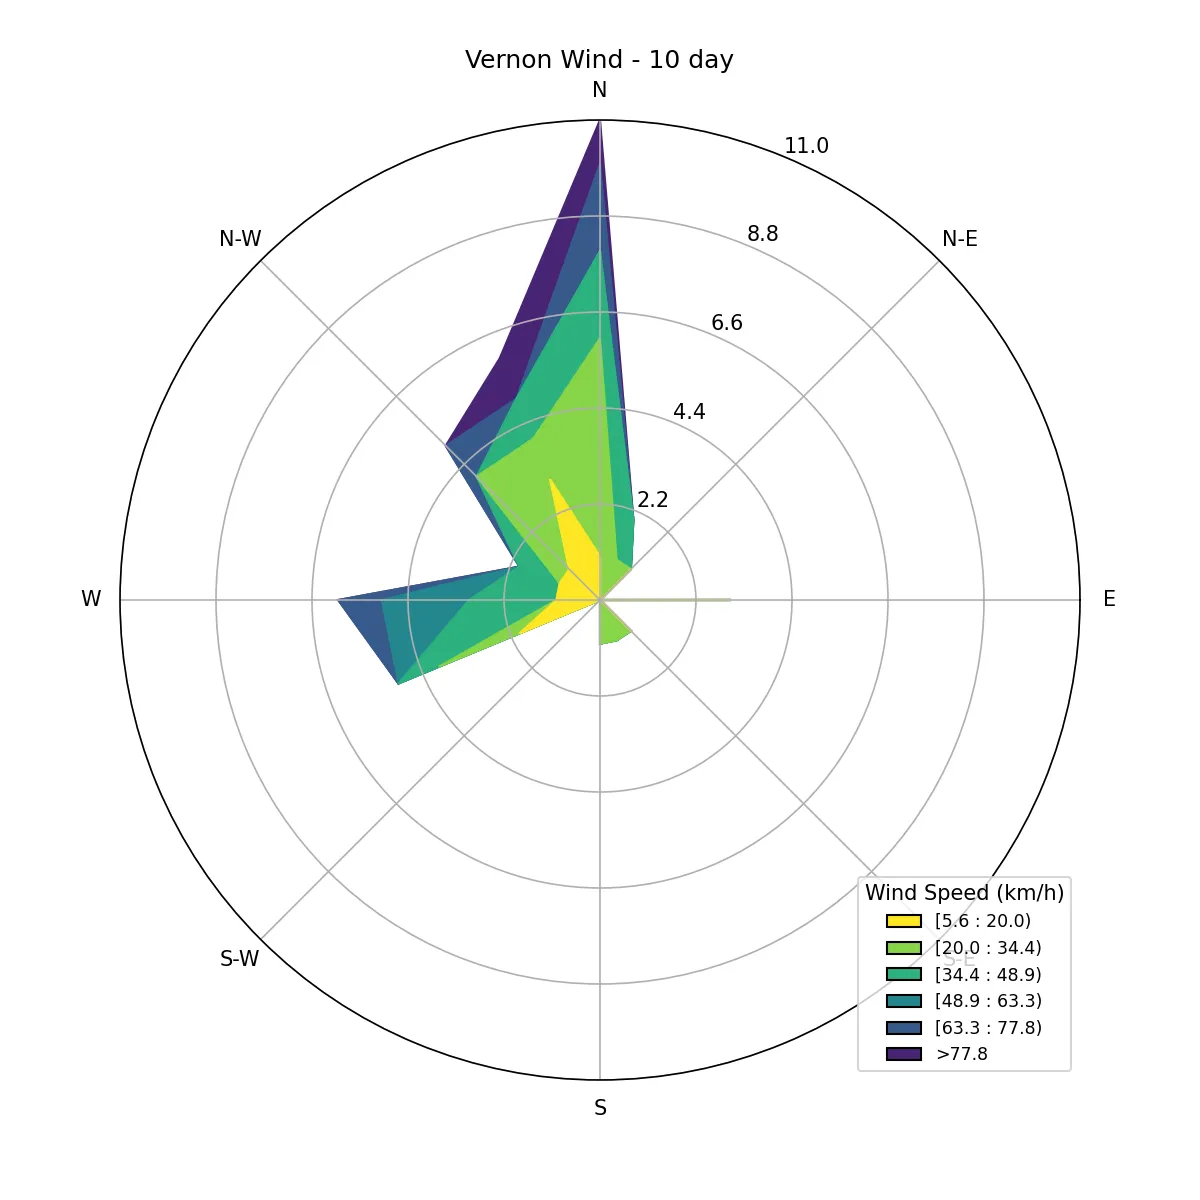 Vernon Wind - 10 day
N
11.0
N-W
8.8
N-E
6.6
4.4
2.2
W
E
S-W
S-E
Wind Speed (km/h)
[5.6 : 20.0)
[20.0 : 34.4)
[34.4 : 48.9)
[48.9 : 63.3)
[63.3 : 77.8)
>77.8
S